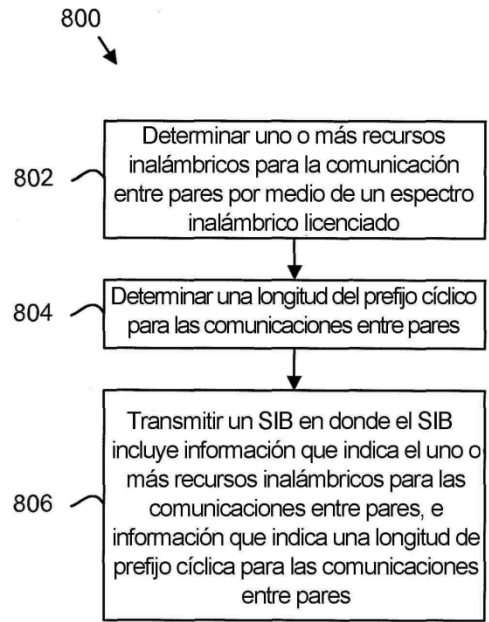 800
802
Determinar uno o más recursos
inalámbricos para la comunicación
entre pares por medio de un espectro
inalámbrico licenciado
804
Determinar una longitud del prefijo cíclico
para las comunicaciones entre pares
806
Transmitir un SIB en donde el SIB
incluye información que indica el uno o
más recursos inalámbricos para las
comunicaciones entre pares, e
información que indica una longitud de
prefijo cíclica para las comunicaciones
entre pares